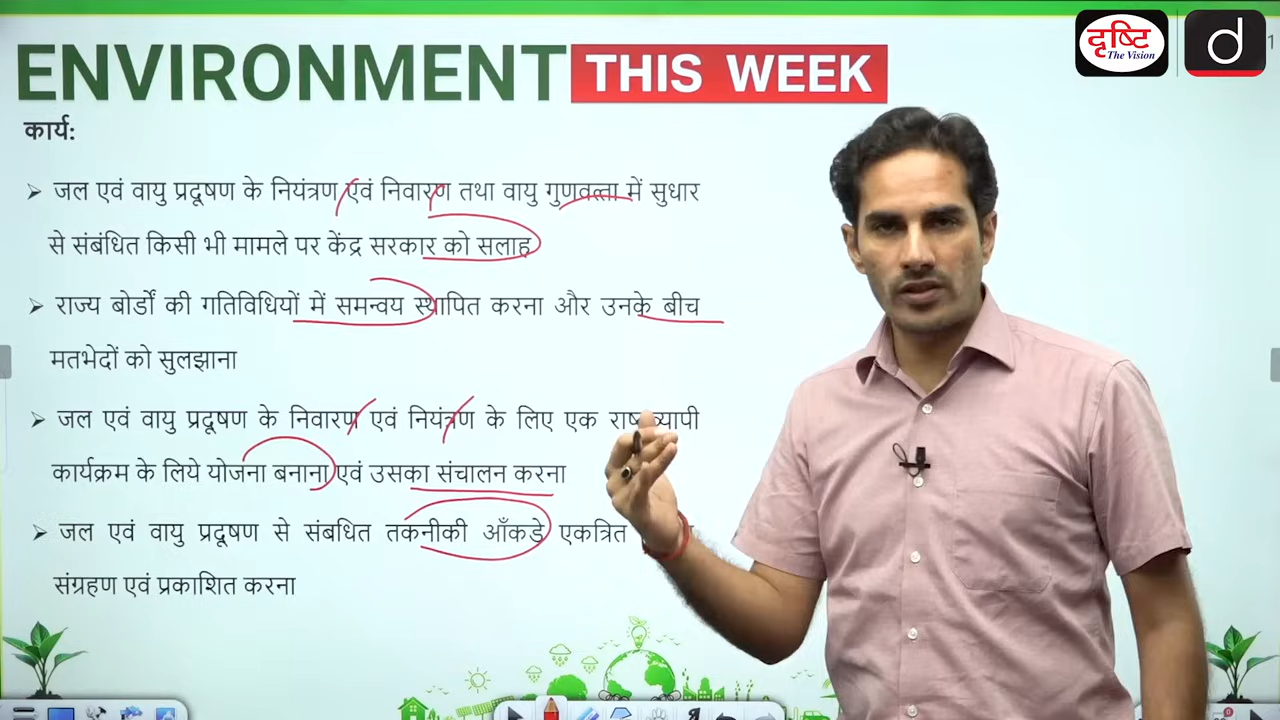 ENVIRONMENT THIS WEEK
दृष्टि
The Vision
d
1
कार्य:
➢ जल एवं वायु प्रदूषण के नियंत्रण एवं निवारण तथा वायु गुणवत्ता में सुधार
से संबंधित किसी भी मामले पर केंद्र सरकार को सलाह
➢ राज्य बोर्डों की गतिविधियों में समन्वय स्थापित करना और उनके बीच
मतभेदों को सुलझाना
➢ जल एवं वायु प्रदूषण के निवारण एवं नियंत्रण के लिए एक
कार्यक्रम के लिये योजना बनाना एवं उसका संचालन करना
➢ जल एवं वायु प्रदूषण से संबधित तकनीकी आँकडे एकत्रित
संग्रहण एवं प्रकाशित करना